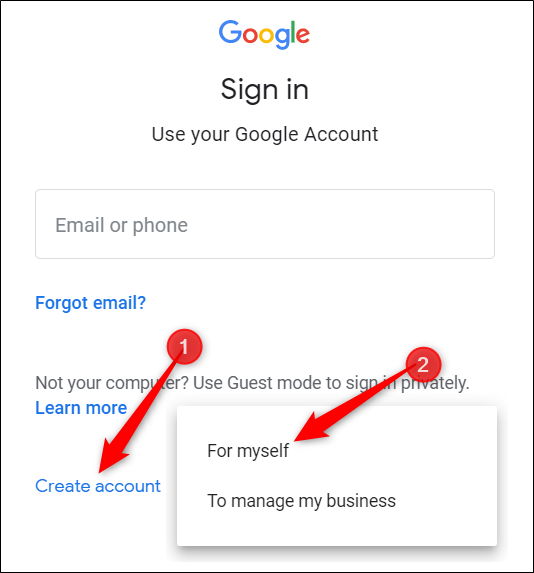 Google
Sign in
Use your Google Account
Email or phone
Forgot email?
1
2
Not your computer? Use Guest mode to sign in privately.
Learn more
For myself
Create account
To manage my business